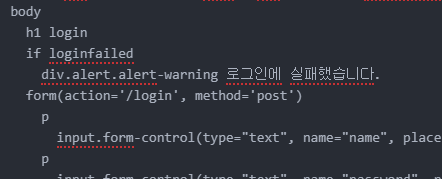 body
h1 login
if loginfailed
div.alert.alert-warning 로그인에 실패했습니다.
form(action='/login', method='post')
p
input.form-control(type="text", name="name", place
p
input.form-control(type="text", name="password", p